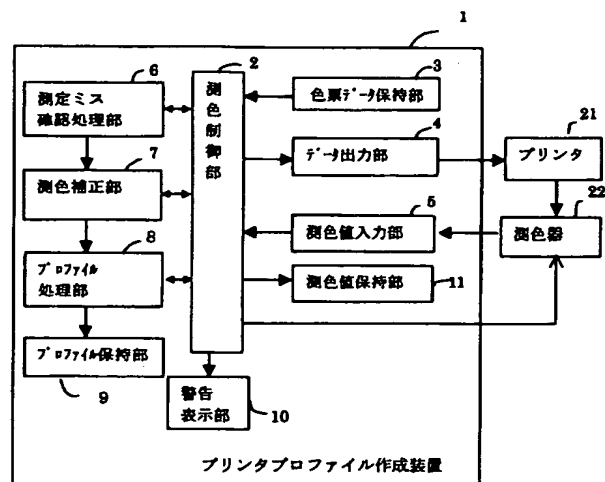 1
6
測定ミス
確認処理部
2
測色制御部
3
色票データ保持部
4
データ出力部
21
プリンタ
7
測色補正部
5
測色値入力部
22
測色器
8
プロファイル
処理部
測色値保持部
11
プロファイル保持部
9
警告
表示部
10
プリンタプロファイル作成装置